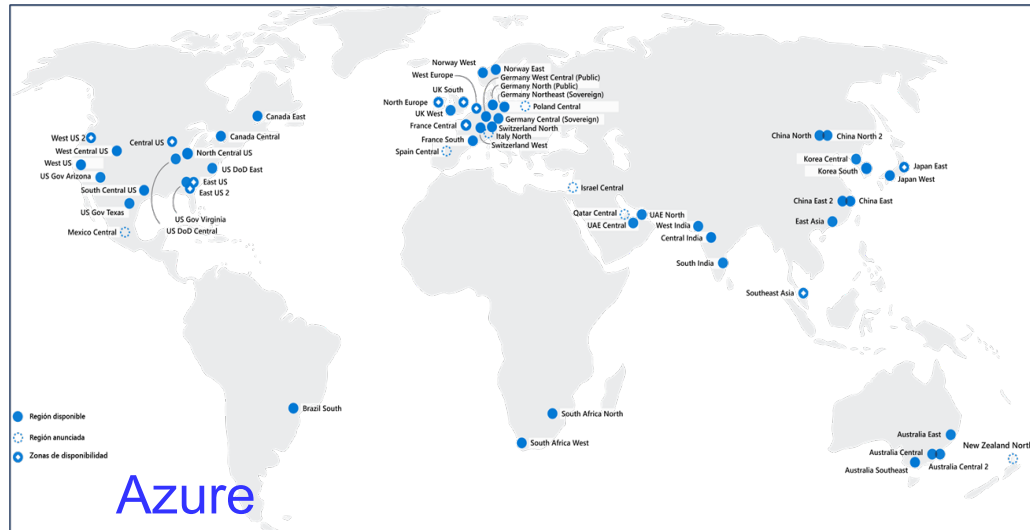 Norway West
Norway East
West Europe
Germany West Central (Public)
Germany North (Public)
Germany Northeast (Sovereign)
UK South
North Europe
Poland Central
UK West
Germany Central (Sovereign)
France Central
Switzerland North
Italy North
France South
Switzerland West
Spain Central
Canada East
Canada Central
West US 2
Central US
West Central US
North Central US
West US
US DoD East
US Gov Arizona
East US
South Central US
East US 2
US Gov Texas
US Gov Virginia
US DoD Central
Mexico Central
Israel Central
Qatar Central
UAE North
UAE Central
West India
Central India
South India
China North
China North 2
Korea Central
Korea South
Japan East
Japan West
China East 2
China East
East Asia
Southeast Asia
Brazil South
South Africa North
South Africa West
Australia East
New Zealand North
Australia Central
Australia Central 2
Australia Southeast
Región disponible
Región anunciada
Zonas de disponibilidad
Azure